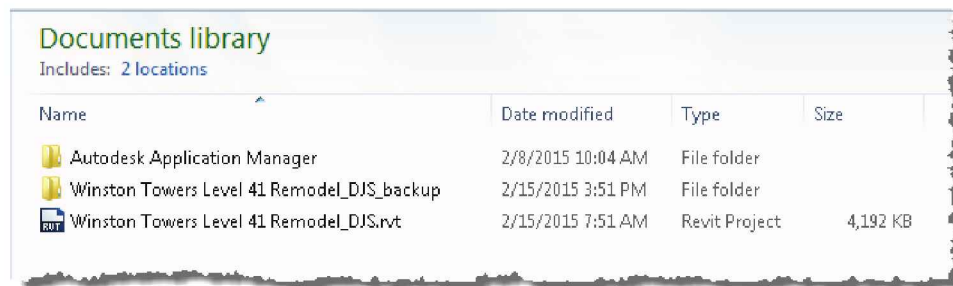 Documents library
Includes: 2 locations
Name Date modified Type Size
Autodesk Application Manager 2/8/2015 10:04 AM File folder
Winston Towers Level 41 Remodel_DJS_backup 2/15/2015 3:51 PM File folder
RVT Winston Towers Level 41 Remodel_DJS.rvt 2/15/2015 7:51 AM Revit Project 4,192 KB